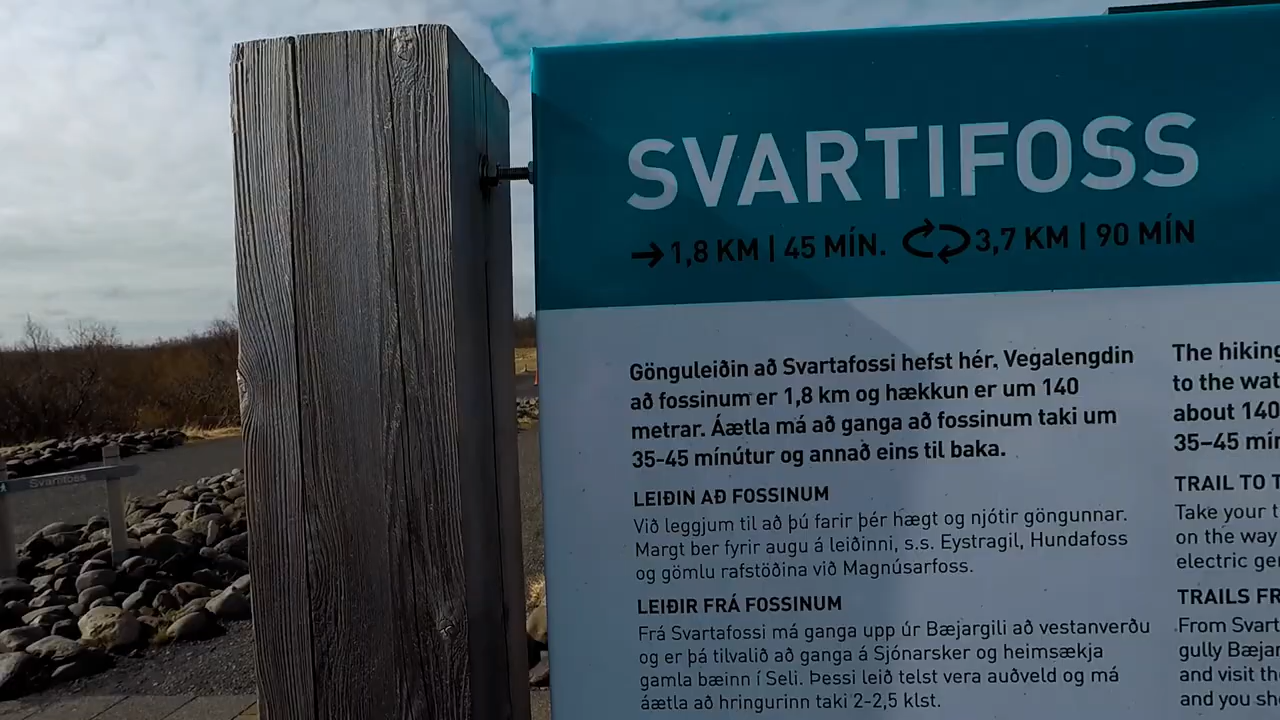 SVARTIFOSS
→1,8 KM | 45 MÍN. 3,7 KM | 90 MÍN
Gönguleiðin að Svartafossi hefst hér. Vegalengdin
að fossinum er 1,8 km og hækkun er um 140
metrar. Áætla má að ganga að fossinum taki um
35-45 mínútur og annað eins til baka.
LEIÐIN AÐ FOSSINUM
Við leggjum til að þú farir þér hægt og njótir göngunnar.
Margt ber fyrir augu á leiðinni, s.s. Eystragil, Hundafoss
og gömlu rafstöðina við Magnúsarfoss.
LEIÐIR FRÁ FOSSINUM
Frá Svartafossi má ganga upp úr Bæjargili að vestanverðu
og er þá tilvalið að ganga á Sjónarsker og heimsækja
gamla bæinn í Seli. Þessi leið telst vera auðveld og má
áætla að hringurinn taki 2-2,5 klst.
The hiking
to the wat
about 140
35–45 mín
TRAIL TO T
Take your t
on the way
electric ge
TRAILS FR
From Svart
gully Bæjar
and visit th
and you sh
Svartifoss